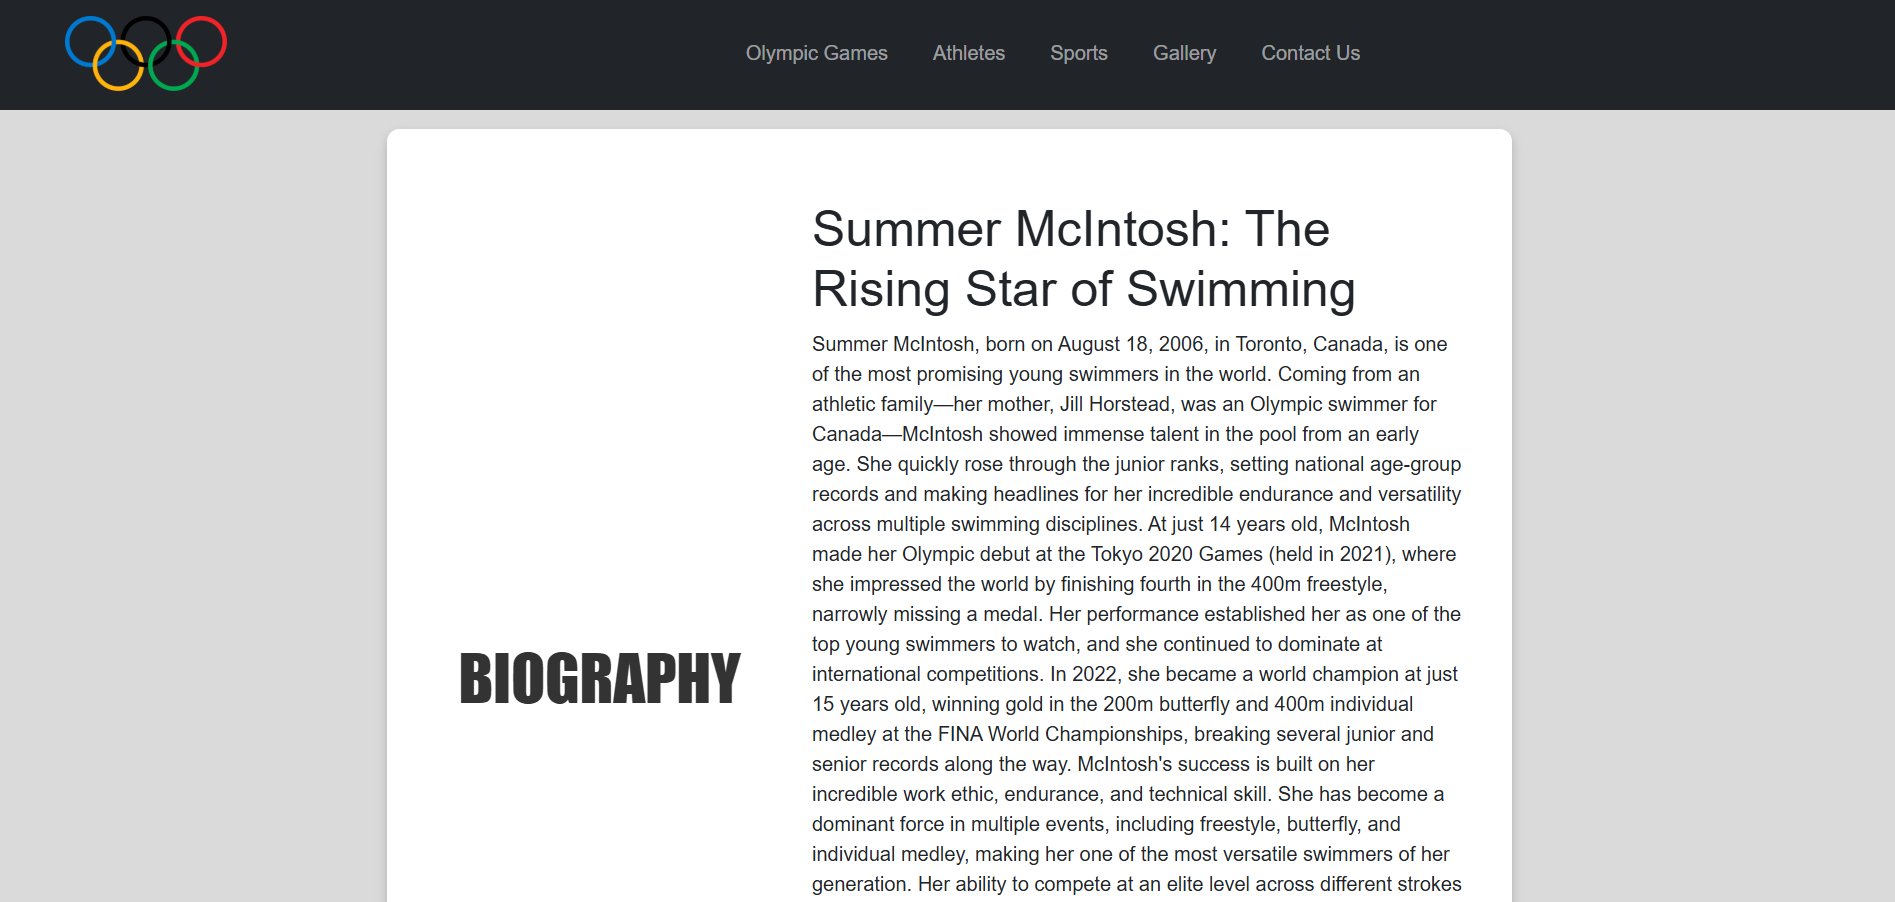 Olympic Games
Athletes
Sports
Gallery
Contact Us
Summer McIntosh: The
Rising Star of Swimming
Summer McIntosh, born on August 18, 2006, in Toronto, Canada, is one
of the most promising young swimmers in the world. Coming from an
athletic family—her mother, Jill Horstead, was an Olympic swimmer for
Canada—McIntosh showed immense talent in the pool from an early
age. She quickly rose through the junior ranks, setting national age-group
records and making headlines for her incredible endurance and versatility
across multiple swimming disciplines. At just 14 years old, McIntosh
made her Olympic debut at the Tokyo 2020 Games (held in 2021), where
she impressed the world by finishing fourth in the 400m freestyle,
narrowly missing a medal. Her performance established her as one of the
top young swimmers to watch, and she continued to dominate at
international competitions. In 2022, she became a world champion at just
15 years old, winning gold in the 200m butterfly and 400m individual
medley at the FINA World Championships, breaking several junior and
senior records along the way. McIntosh's success is built on her
incredible work ethic, endurance, and technical skill. She has become a
dominant force in multiple events, including freestyle, butterfly, and
individual medley, making her one of the most versatile swimmers of her
generation. Her ability to compete at an elite level across different strokes
BIOGRAPHY